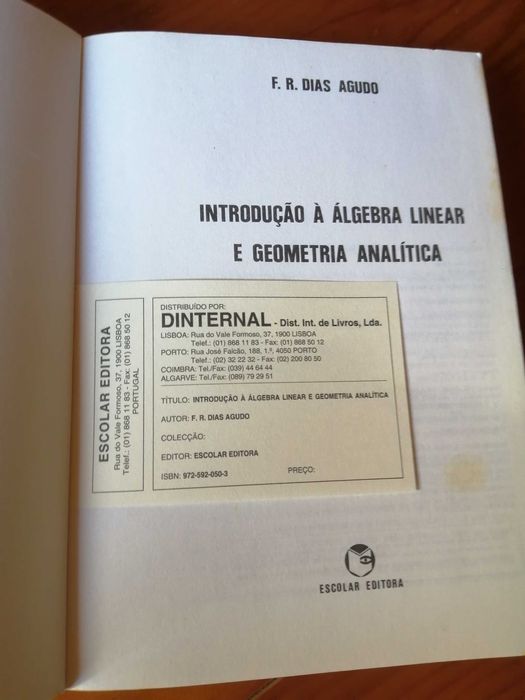 F. R. DIAS AGUDO
INTRODUÇÃO À ÁLGEBRA LINEAR
E GEOMETRIA ANALÍTICA
ESCOLAR EDITORA
Rua do Vale Formoso, 37, 1900 LISBOA
Telef.: (01) 868 11 83 - Fax: (01) 868 50 12
PORTUGAL
DISTRIBUÍDO POR:
DINTERNAL - Dist. Int. de Livros, Lda.
LISBOA: Rua do Vale Formoso, 37, 1900 LISBOA
Telef.: (01) 868 11 83 - Fax: (01) 868 50 12
PORTO: Rua José Falcão, 188, 1.º, 4050 PORTO
Telef.: (02) 32 22 32 - Fax: (02) 200 80 50
COIMBRA: Tel./Fax: (039) 44 64 44
ALGARVE: Tel./Fax: (089) 79 29 51
TÍTULO: INTRODUÇÃO À ÁLGEBRA LINEAR E GEOMETRIA ANALÍTICA
AUTOR: F. R. DIAS AGUDO
COLECÇÃO:
EDITOR: ESCOLAR EDITORA
ISBN: 972-592-050-3 PREÇO:
ESCOLAR EDITORA